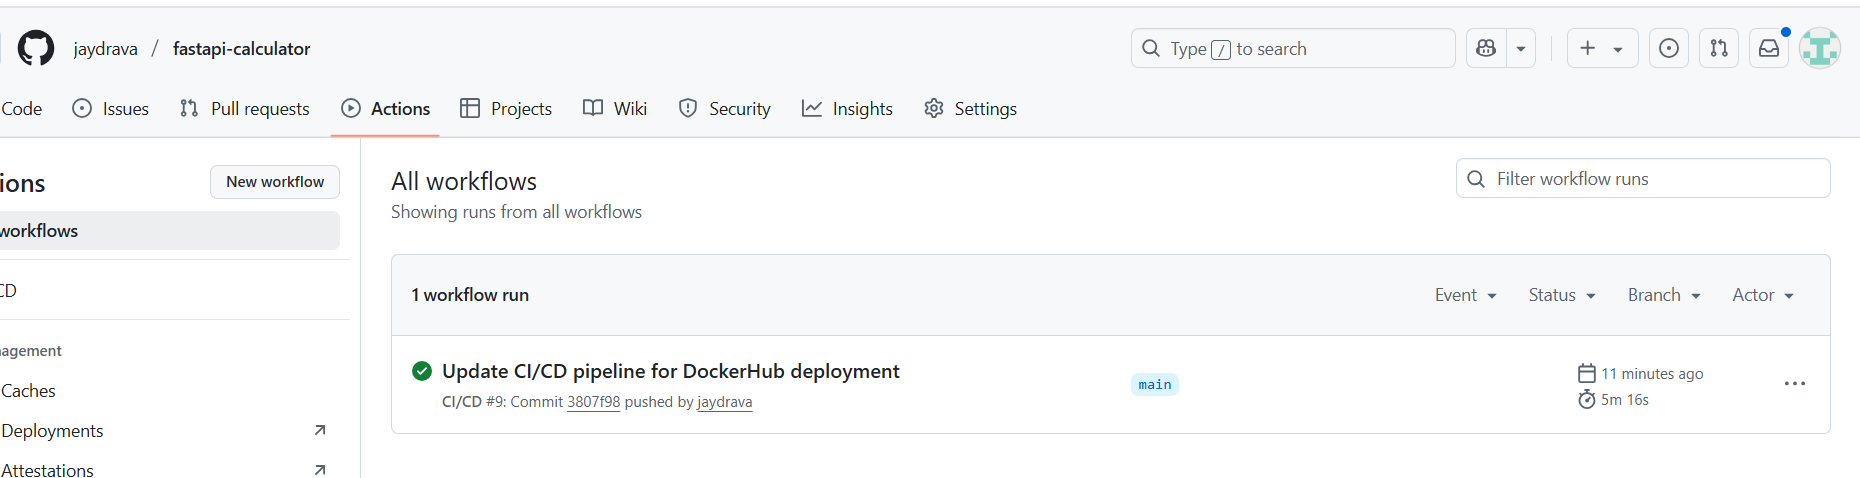 jaydrava / fastapi-calculator
Type / to search
Code Issues Pull requests Actions Projects Wiki Security Insights Settings
ions
New workflow
workflows
CD
nagement
Caches
Deployments
Attestations
All workflows
Showing runs from all workflows
Filter workflow runs
1 workflow run
Event Status Branch Actor
Update CI/CD pipeline for DockerHub deployment
CI/CD #9: Commit 3807f98 pushed by jaydrava
main
11 minutes ago
5m 16s